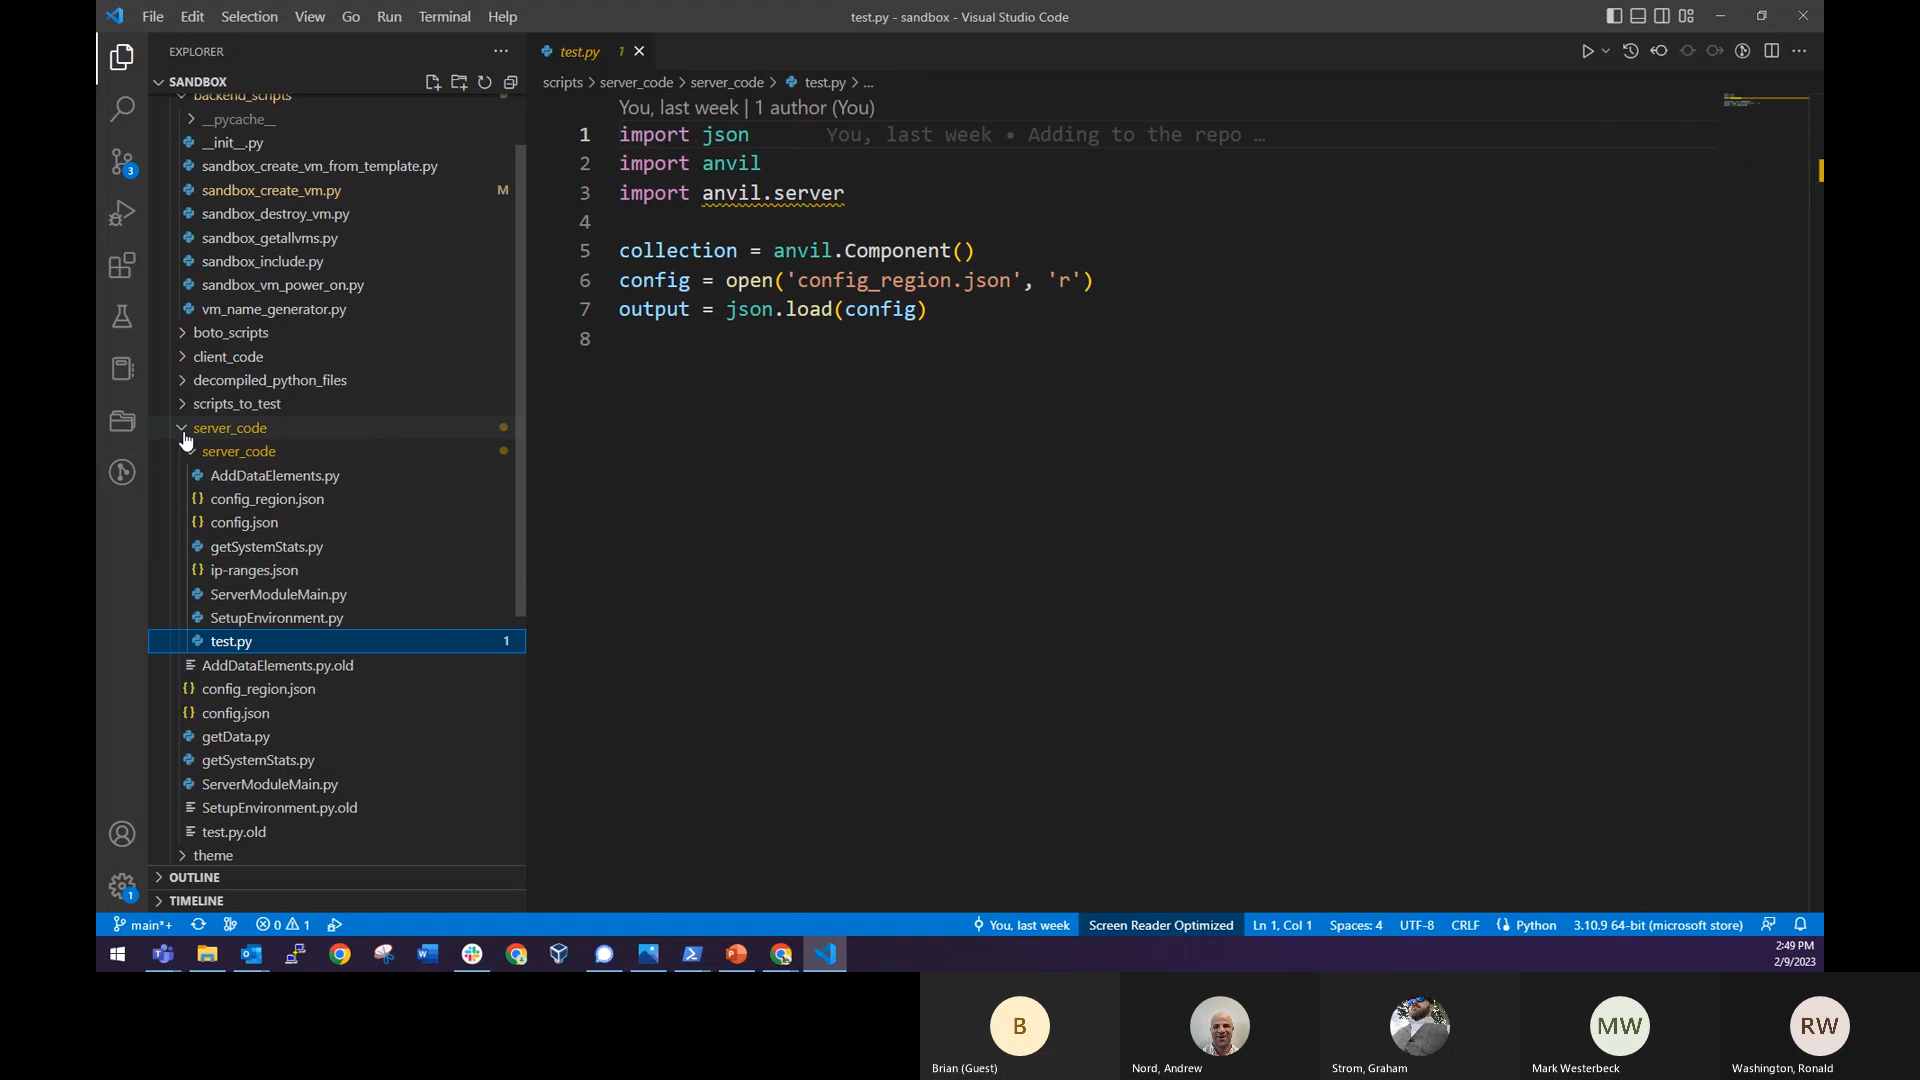 File Edit Selection View Go Run Terminal Help
test.py - sandbox - Visual Studio Code
EXPLORER
SANDBOX
backend_scripts
__pycache__
__init__.py
sandbox_create_vm_from_template.py
sandbox_create_vm.py M
sandbox_destroy_vm.py
sandbox_getallvms.py
sandbox_include.py
sandbox_vm_power_on.py
vm_name_generator.py
boto_scripts
client_code
decompiled_python_files
scripts_to_test
server_code
server_code
AddDataElements.py
config_region.json
config.json
getSystemStats.py
ip-ranges.json
ServerModuleMain.py
SetupEnvironment.py
test.py 1
AddDataElements.py.old
config_region.json
config.json
getData.py
getSystemStats.py
ServerModuleMain.py
SetupEnvironment.py.old
test.py.old
theme
OUTLINE
TIMELINE
3
1
test.py 1
scripts > server_code > server_code > test.py > ...
You, last week | 1 author (You)
1 import json You, last week • Adding to the repo …
2 import anvil
3 import anvil.server
4
5 collection = anvil.Component()
6 config = open('config_region.json', 'r')
7 output = json.load(config)
8
main*+ 0 1 You, last week Screen Reader Optimized Ln 1, Col 1 Spaces: 4 UTF-8 CRLF Python 3.10.9 64-bit (microsoft store)
2:49 PM
2/9/2023
B MW RW
Brian (Guest) Nord, Andrew Strom, Graham Mark Westerbeck Washington, Ronald